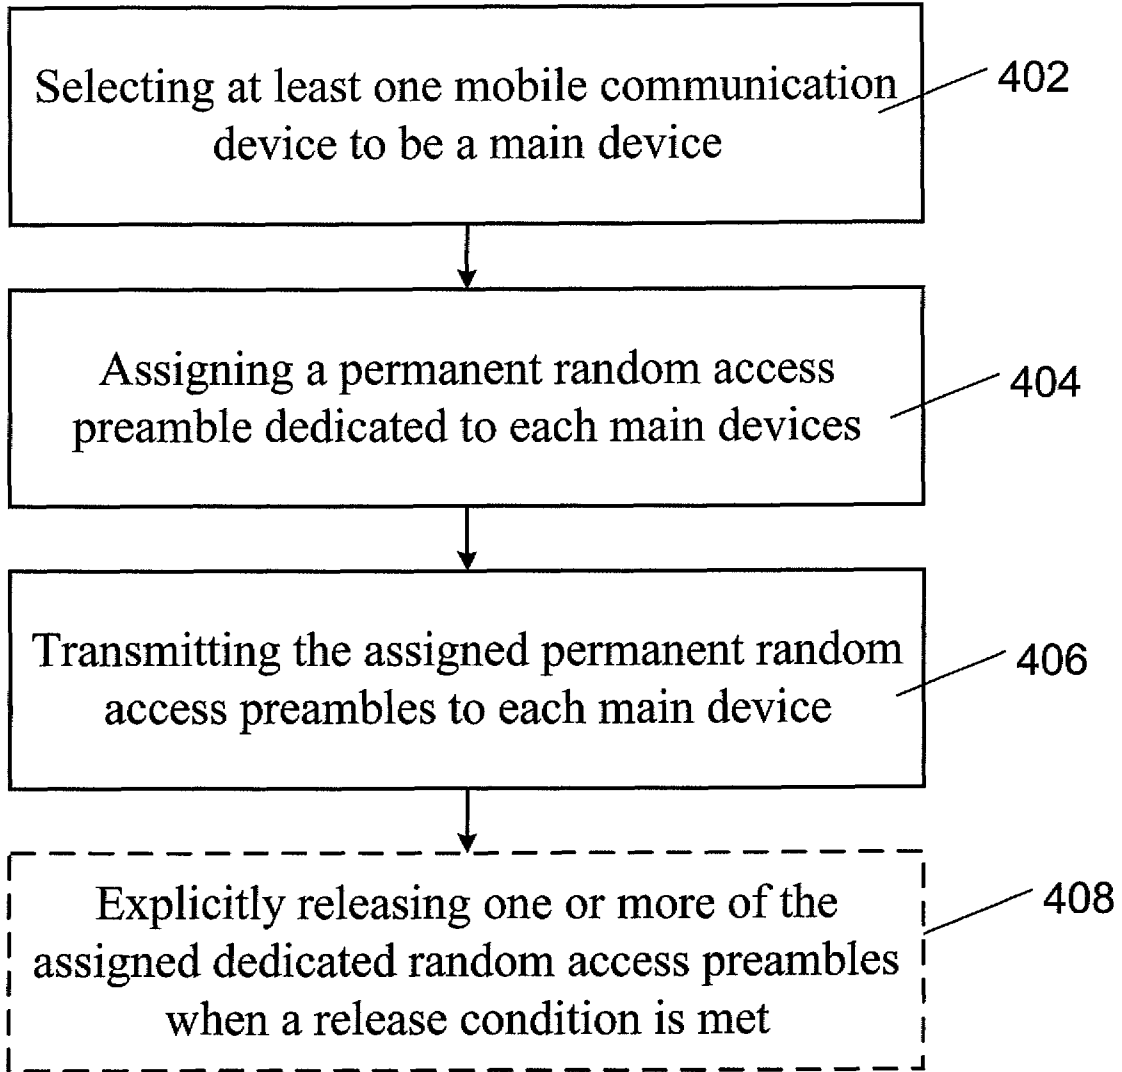 Selecting at least one mobile communication
device to be a main device
402
Assigning a permanent random access
preamble dedicated to each main devices
404
Transmitting the assigned permanent random
access preambles to each main device
406
Explicitly releasing one or more of the
assigned dedicated random access preambles
when a release condition is met
408